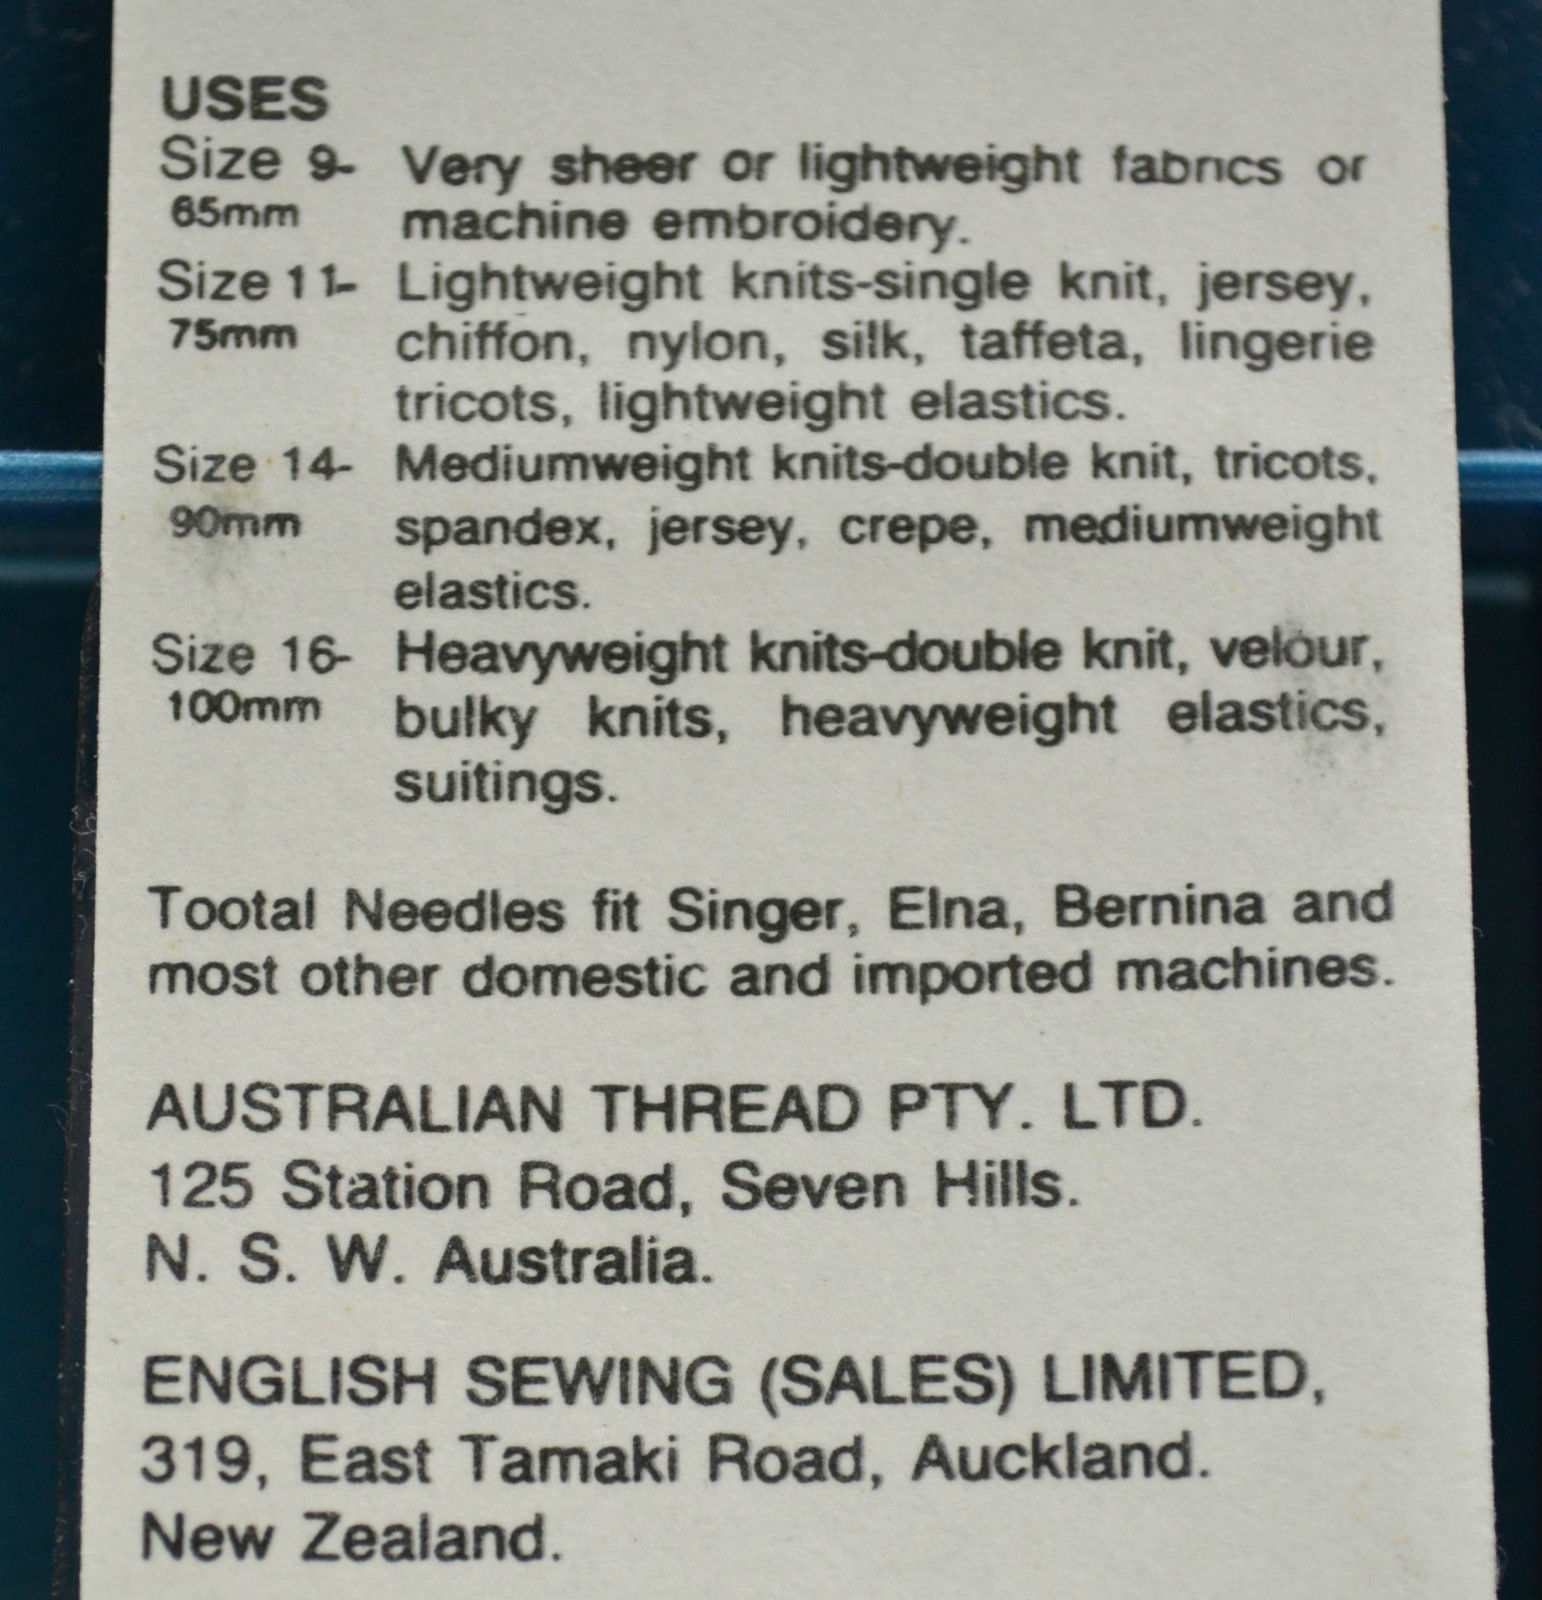 USES
Size 9- Very sheer or lightweight fabrics or
65mm machine embroidery.
Size 11- Lightweight knits-single knit, jersey,
75mm chiffon, nylon, silk, taffeta, lingerie
tricots, lightweight elastics.
Size 14- Mediumweight knits-double knit, tricots,
90mm spandex, jersey, crepe, mediumweight
elastics.
Size 16- Heavyweight knits-double knit, velour,
100mm bulky knits, heavyweight elastics,
suitings.
Tootal Needles fit Singer, Elna, Bernina and
most other domestic and imported machines.
AUSTRALIAN THREAD PTY. LTD.
125 Station Road, Seven Hills.
N. S. W. Australia.
ENGLISH SEWING (SALES) LIMITED,
319, East Tamaki Road, Auckland.
New Zealand.